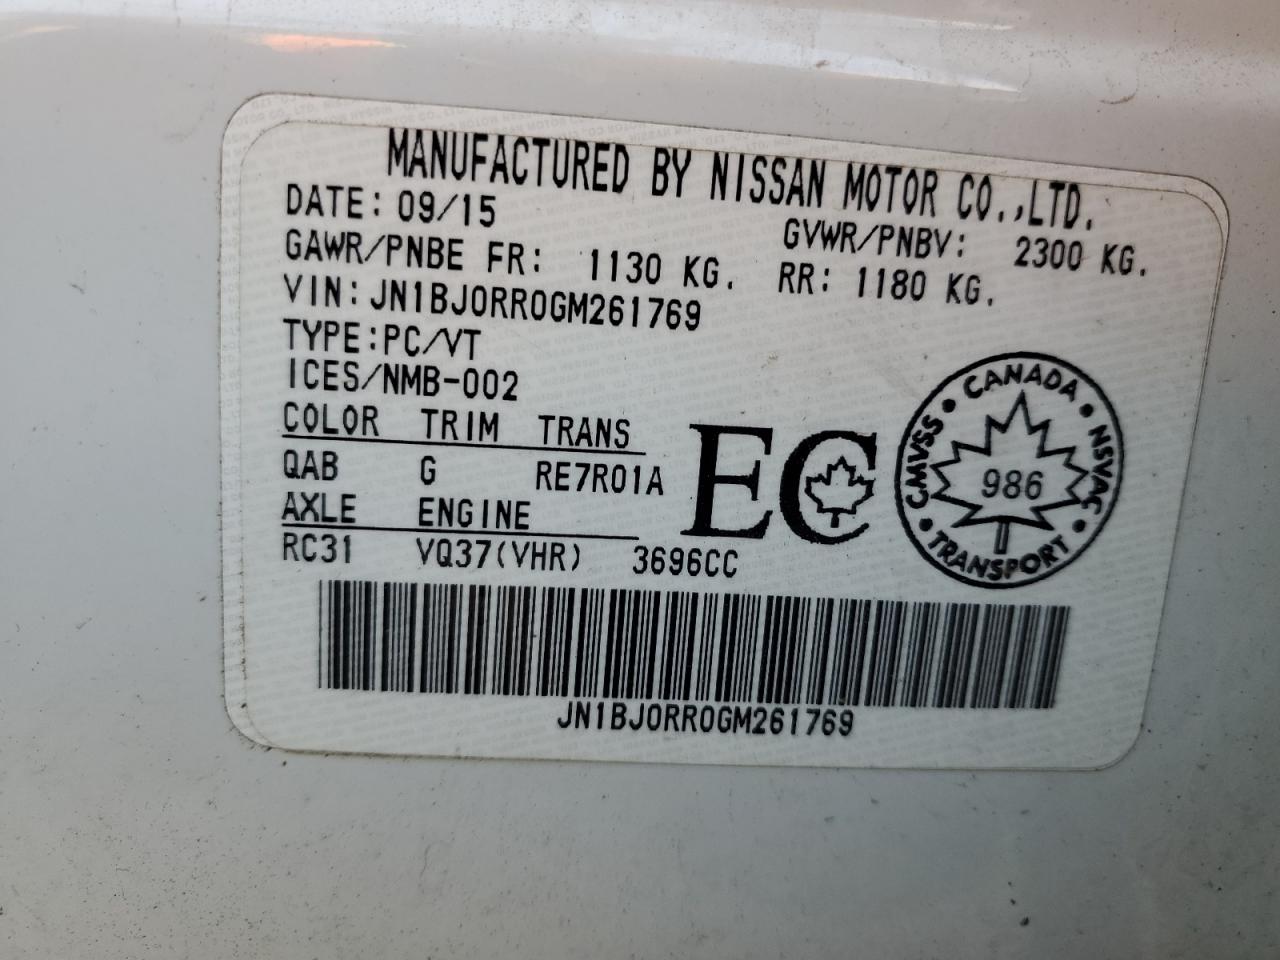 MANUFACTURED BY NISSAN MOTOR CO.,LTD.
DATE: 09/15 GVWR/PNBV: 2300 KG.
GAWR/PNBE FR: 1130 KG. RR: 1180 KG.
VIN: JN1BJ0RR0GM261769
TYPE:PC/VT
ICES/NMB-002
COLOR TRIM TRANS
QAB G RE7R01A
AXLE ENGINE
RC31 VQ37(VHR) 3696CC
EC
CANADA
CMVSS • NSVAC
986
TRANSPORT
JN1BJ0RR0GM261769